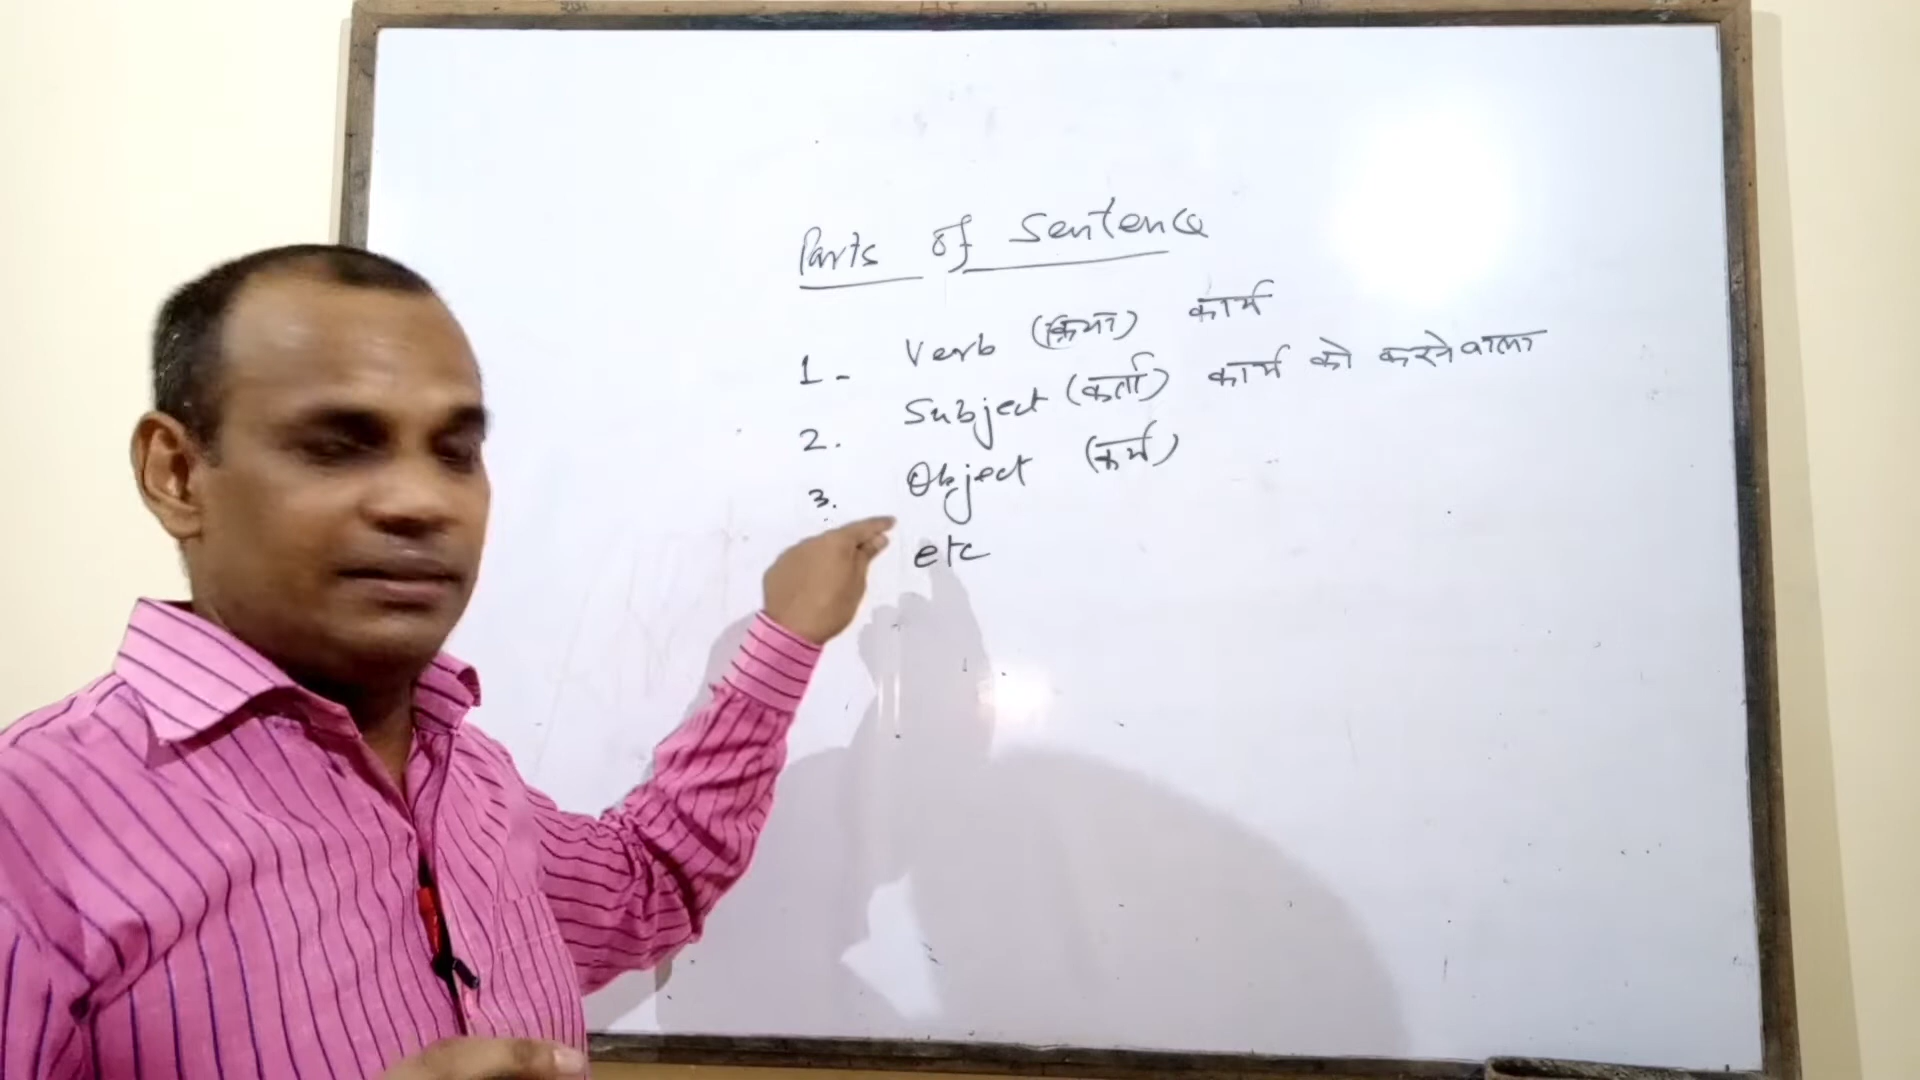 Parts of Sentence
1- Verb (क्रिया) कार्य
2. Subject (कर्ता) कार्य को करनेवाला
3. Object (कर्म)
etc